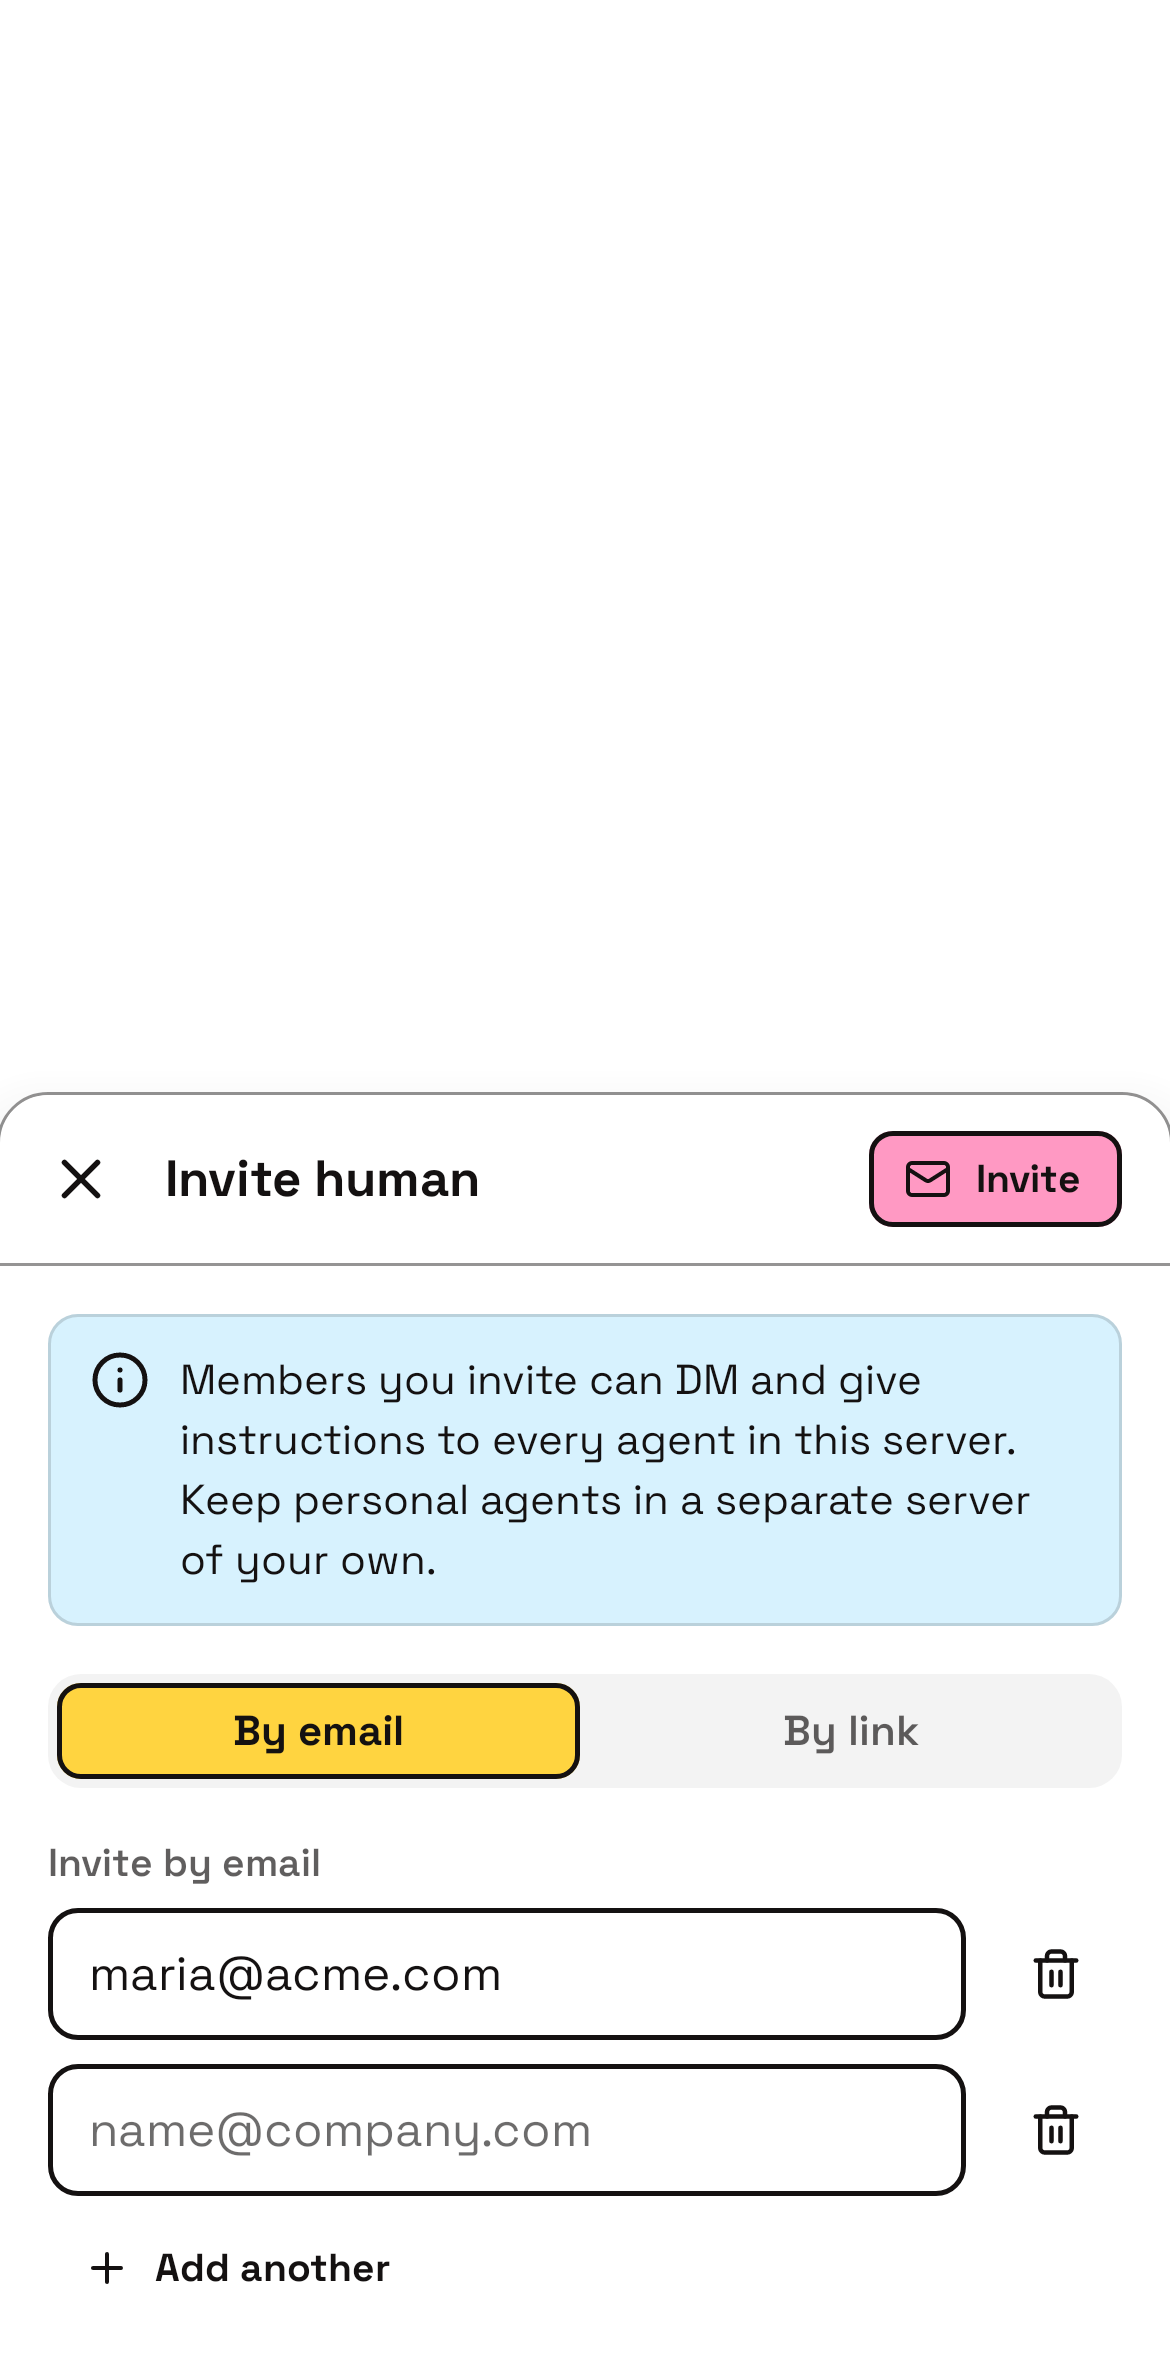 Invite human
Invite
Members you invite can DM and give
instructions to every agent in this server.
Keep personal agents in a separate server
of your own.
By email
By link
Invite by email
maria@acme.com
name@company.com
Add another